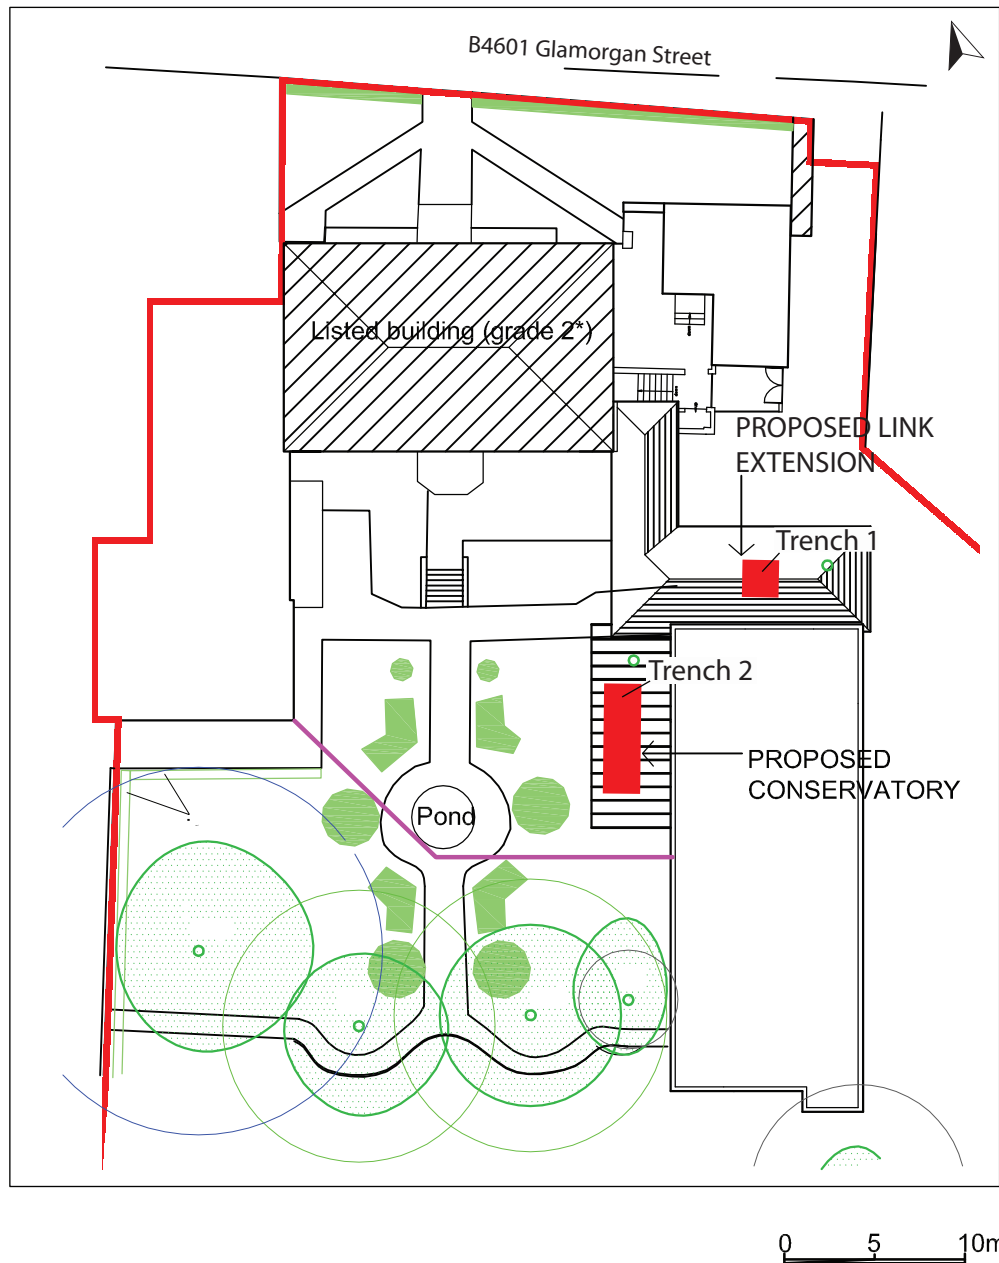 B4601 Glamorgan Street
Listed building (grade 2*)
PROPOSED LINK
EXTENSION
Trench 1
Trench 2
PROPOSED
CONSERVATORY
Pond
0 5 10m